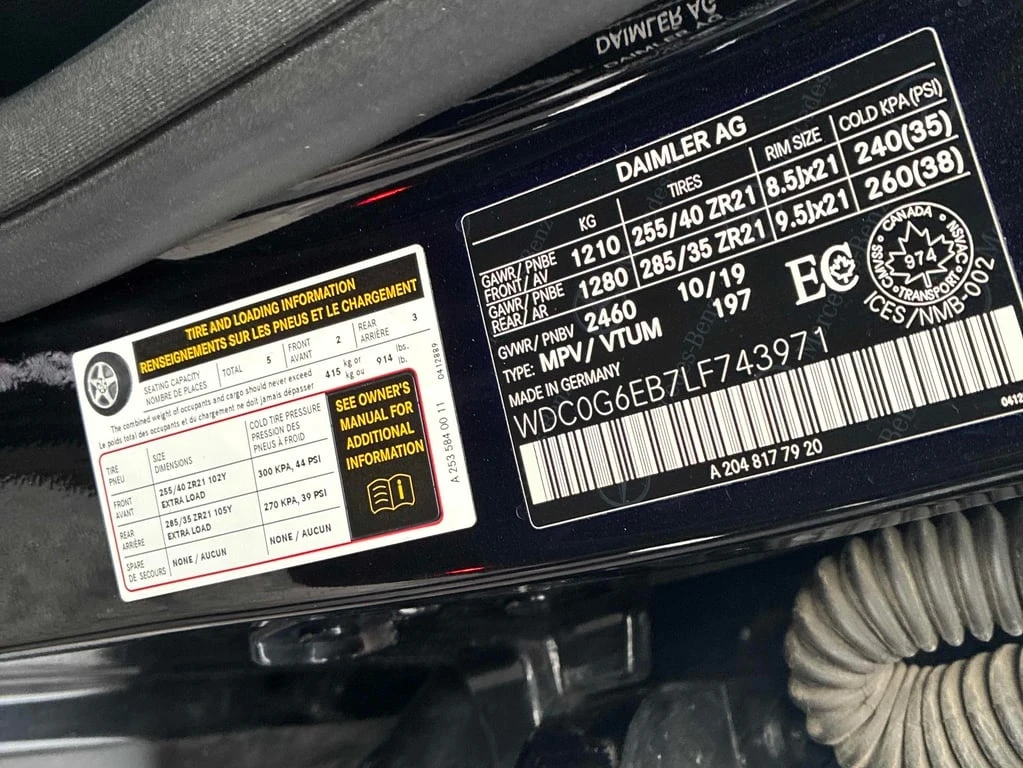 DAIMLER AG
DAIMLER AG
KG TIRES RIM SIZE COLD KPA(PSI)
GAWR/PNBE FRONT/AV 1210 255/40 ZR21 8.5Jx21 240(35)
GAWR/PNBE REAR/AR 1280 285/35 ZR21 9.5Jx21 260(38)
GVWR/PNBV 2460 10/19
TYPE: MPV//VTUM 197
EC
CANADA NSVAC TRANSPORT CMVSS
974
ICES/NMB-002
MADE IN GERMANY
WDC0G6EB7LF743971
A 204 817 79 20
0412
TIRE AND LOADING INFORMATION
RENSEIGNEMENTS SUR LES PNEUS ET LE CHARGEMENT
SEATING CAPACITY
NOMBRE DE PLACES
TOTAL 5 FRONT AVANT 2 REAR ARRIÈRE 3
The combined weight of occupants and cargo should never exceed 415 kg or 914 lbs.
Le poids total des occupants et du chargement ne doit jamais dépasser kg ou lb.
TIRE PNEU
SIZE DIMENSIONS
COLD TIRE PRESSURE
PRESSION DES
PNEUS À FROID
FRONT AVANT
255/40 ZR21 102Y
EXTRA LOAD
300 KPA, 44 PSI
REAR ARRIÈRE
285/35 ZR21 105Y
EXTRA LOAD
270 KPA, 39 PSI
SPARE
DE SECOURS
NONE / AUCUN
NONE / AUCUN
SEE OWNER'S
MANUAL FOR
ADDITIONAL
INFORMATION
i
A 253 584 00 11
0412889